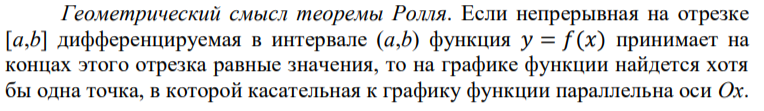 Геометрический смысл теоремы Ролля. Если непрерывная на отрезке
[a,b] дифференцируемая в интервале (a,b) функция y = f(x) принимает на
концах этого отрезка равные значения, то на графике функции найдется хотя
бы одна точка, в которой касательная к графику функции параллельна оси Ox.